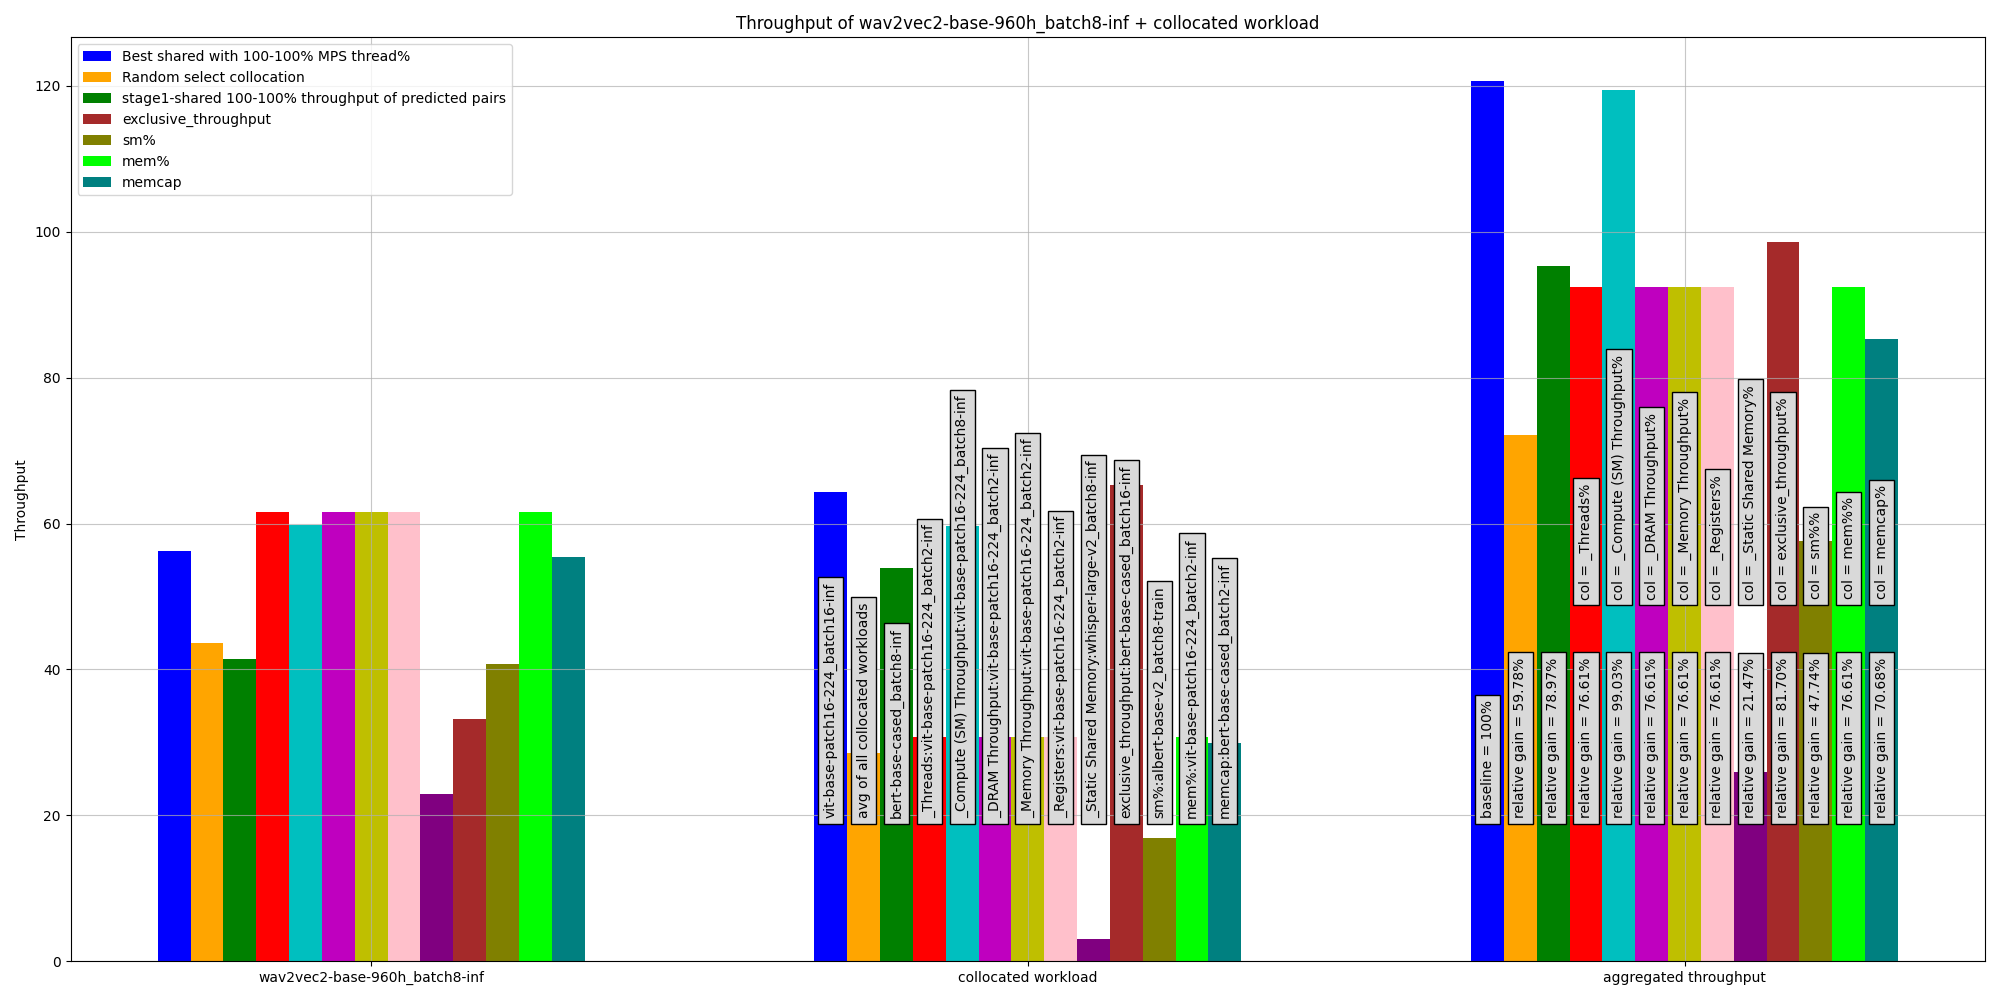 Throughput of wav2vec2-base-960h_batch8-inf + collocated workload
Best shared with 100-100% MPS thread%
Random select collocation
stage1-shared 100-100% throughput of predicted pairs
exclusive_throughput
sm%
mem%
memcap
Throughput
120
100
80
60
40
20
0
vit-base-patch16-224_batch16-inf
avg of all collocated workloads
bert-base-cased_batch8-inf
_Threads:vit-base-patch16-224_batch2-inf
_Compute (SM) Throughput:vit-base-patch16-224_batch8-inf
_DRAM Throughput:vit-base-patch16-224_batch2-inf
_Memory Throughput:vit-base-patch16-224_batch2-inf
_Registers:vit-base-patch16-224_batch2-inf
_Static Shared Memory:whisper-large-v2_batch8-inf
exclusive_throughput:bert-base-cased_batch16-inf
sm%:albert-base-v2_batch8-train
mem%:vit-base-patch16-224_batch2-inf
memcap:bert-base-cased_batch2-inf
col = _Threads%
col = _Compute (SM) Throughput%
col = _DRAM Throughput%
col = _Memory Throughput%
col = _Registers%
col = _Static Shared Memory%
col = exclusive_throughput%
col = sm%%
col = mem%%
col = memcap%
baseline = 100%
relative gain = 59.78%
relative gain = 78.97%
relative gain = 76.61%
relative gain = 99.03%
relative gain = 76.61%
relative gain = 76.61%
relative gain = 76.61%
relative gain = 21.47%
relative gain = 81.70%
relative gain = 47.74%
relative gain = 76.61%
relative gain = 70.68%
wav2vec2-base-960h_batch8-inf
collocated workload
aggregated throughput